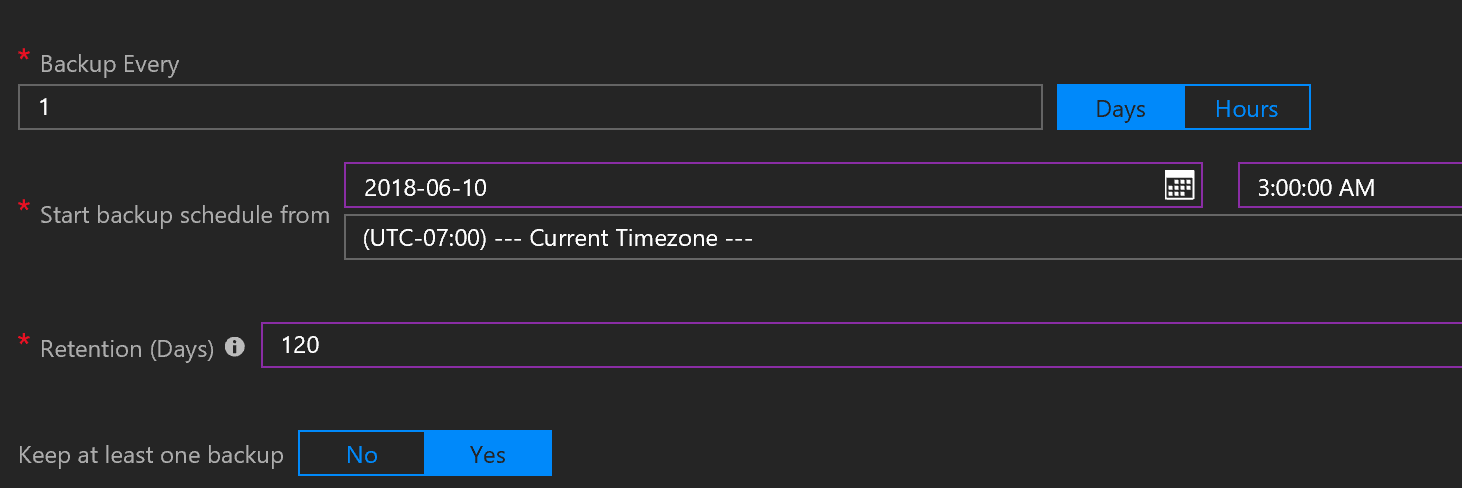 * Backup Every
1
Days Hours
* Start backup schedule from
2018-06-10 3:00:00 AM
(UTC-07:00) --- Current Timezone ---
* Retention (Days) 120
Keep at least one backup No Yes